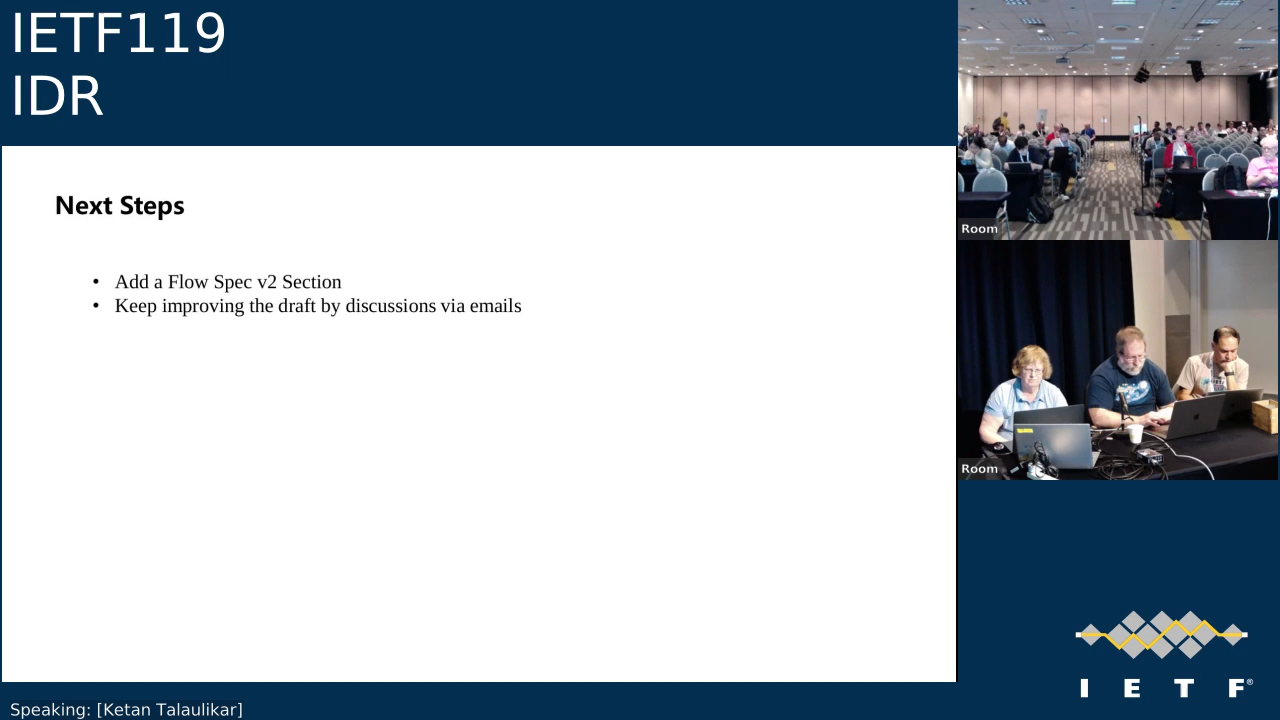 IETF119
IDR
Next Steps
• Add a Flow Spec v2 Section
• Keep improving the draft by discussions via emails
Room
Room
I E T F®
Speaking: [Ketan Talaulikar]